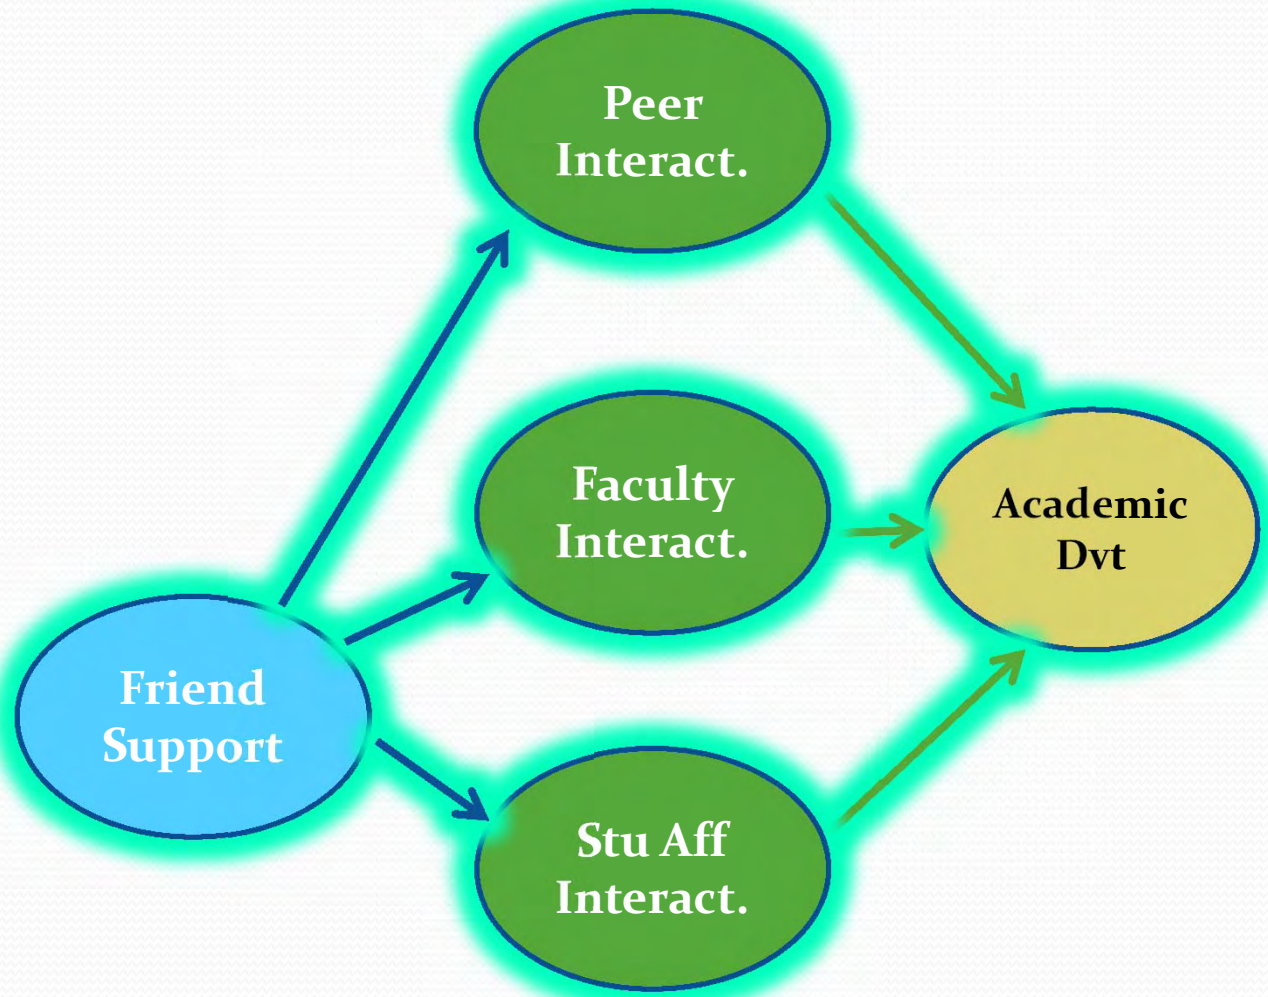 Peer
Interact.
Faculty
Interact.
Academic
Dvt
Friend
Support
Stu Aff
Interact.